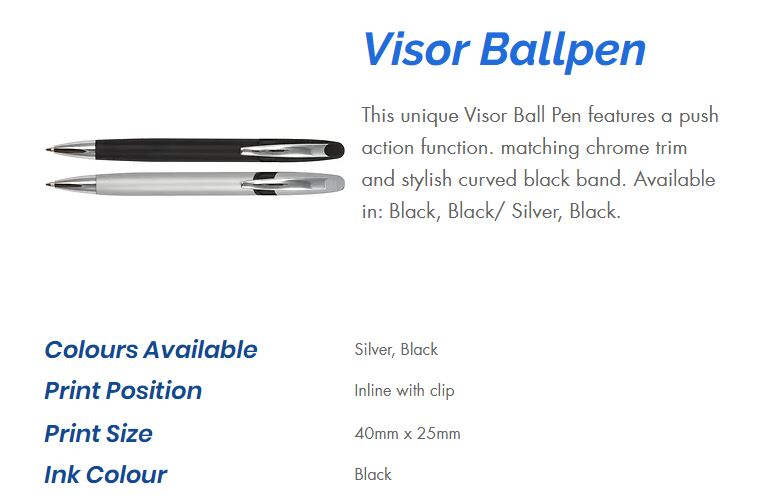 Visor Ballpen
This unique Visor Ball Pen features a push
action function. matching chrome trim
and stylish curved black band. Available
in: Black, Black/ Silver, Black.
Colours Available Silver, Black
Print Position Inline with clip
Print Size 40mm x 25mm
Ink Colour Black